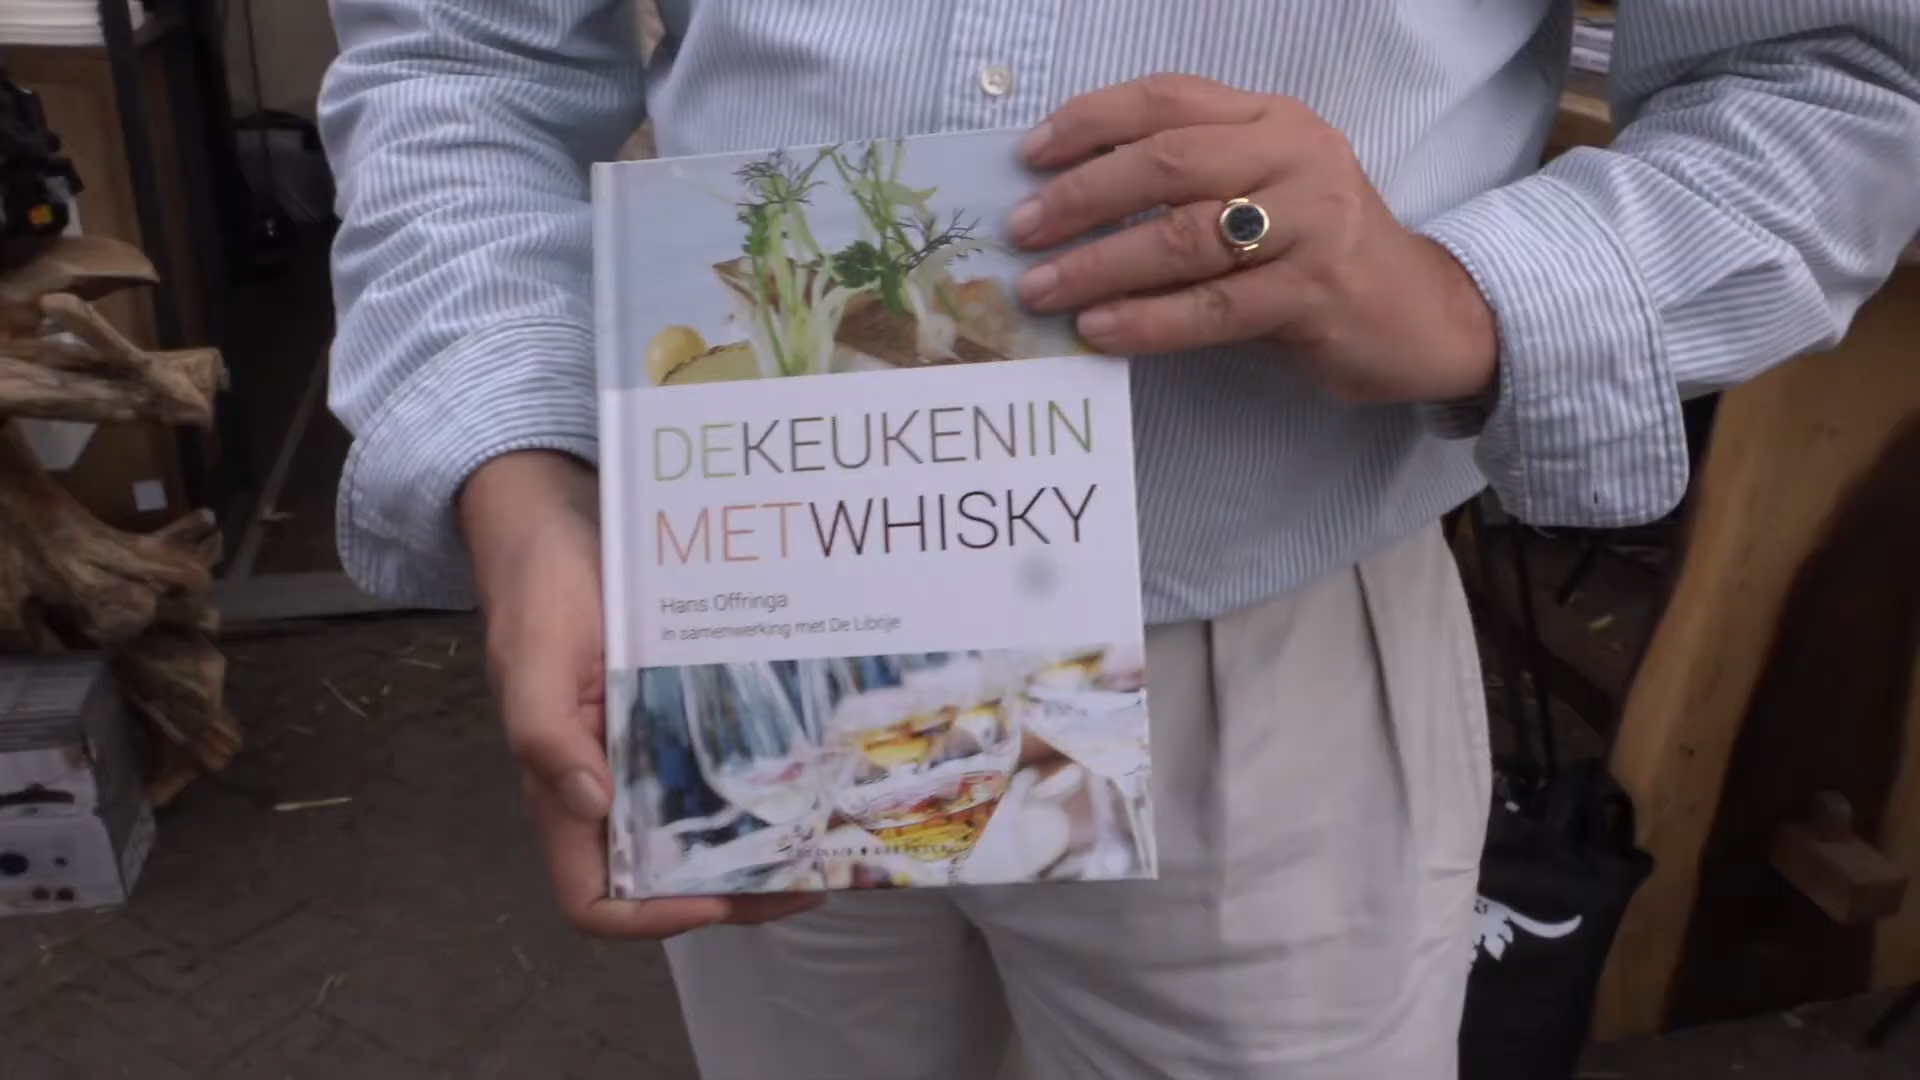 DEKEUKENIN
METWHISKY
Hans Offringa
In samenwerking met De Librije